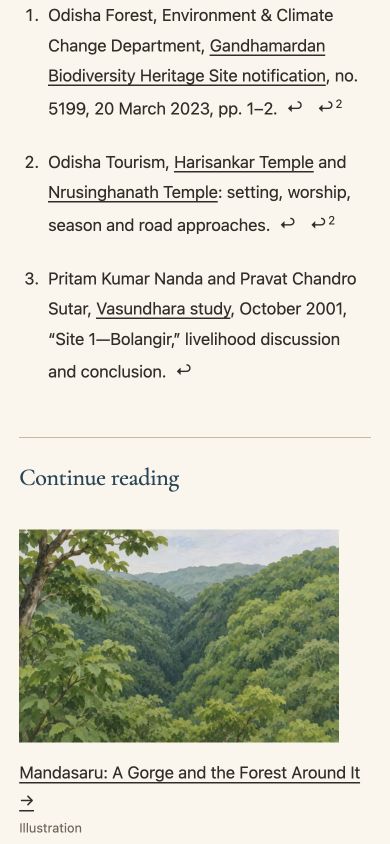 1. Odisha Forest, Environment & Climate
Change Department, Gandhamardan
Biodiversity Heritage Site notification, no.
5199, 20 March 2023, pp. 1–2. ↩ ↩2
2. Odisha Tourism, Harisankar Temple and
Nrusinghanath Temple: setting, worship,
season and road approaches. ↩ ↩2
3. Pritam Kumar Nanda and Pravat Chandro
Sutar, Vasundhara study, October 2001,
“Site 1—Bolangir,” livelihood discussion
and conclusion. ↩
Continue reading
Mandasaru: A Gorge and the Forest Around It
→
Illustration